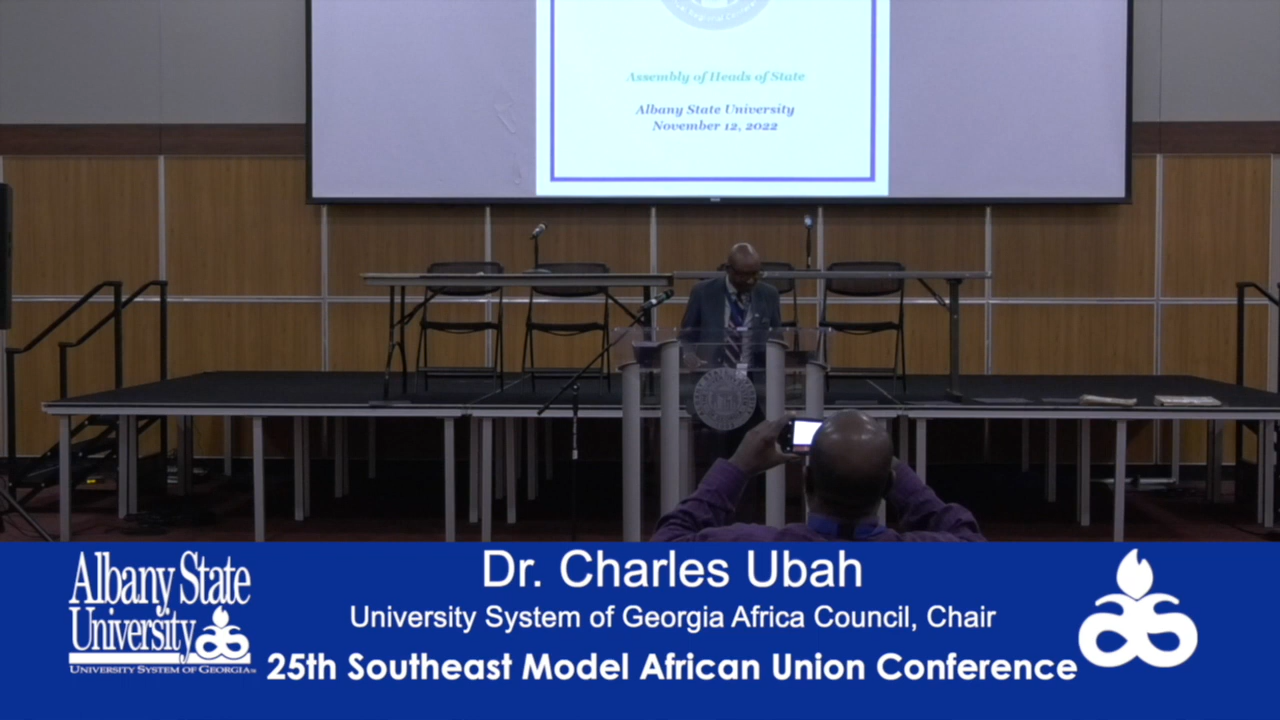 Assembly of Heads of State
Albany State University
November 12, 2022
Albany State
University
UNIVERSITY SYSTEM OF GEORGIA
Dr. Charles Ubah
University System of Georgia Africa Council, Chair
25th Southeast Model African Union Conference